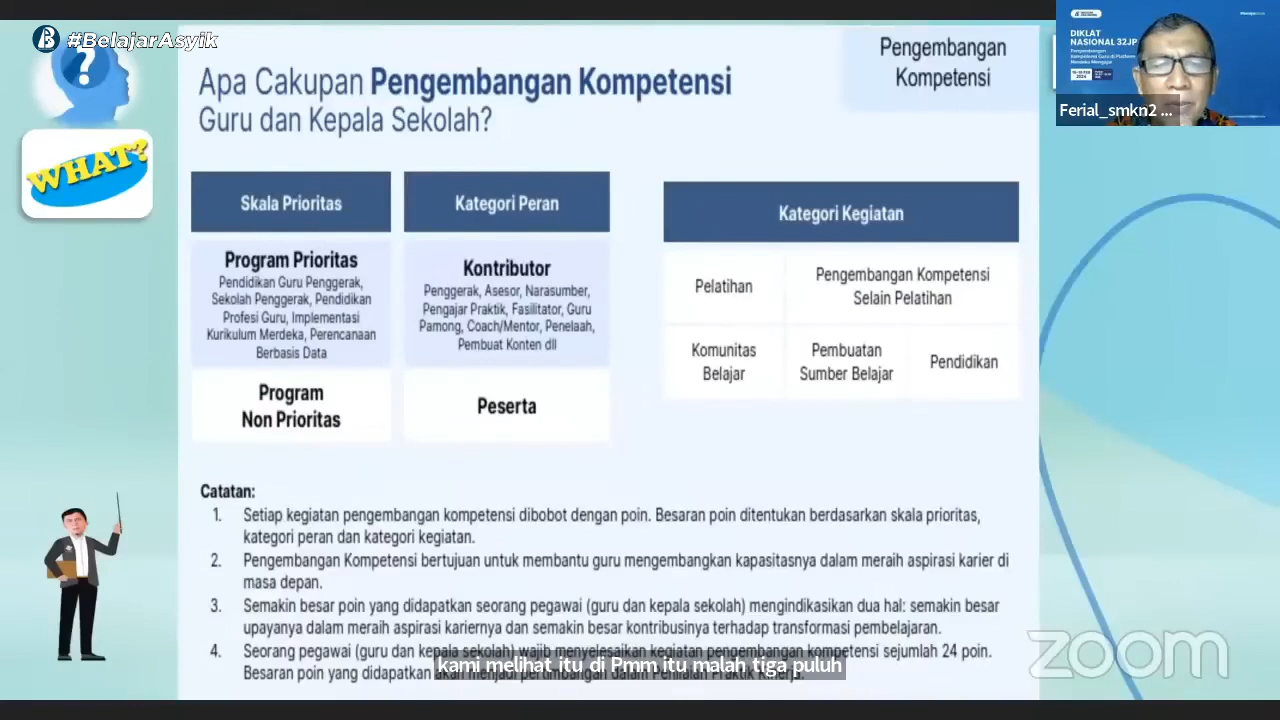 #BelajarAsyik
?
WHAT?
Apa Cakupan Pengembangan Kompetensi
Guru dan Kepala Sekolah?
Pengembangan
Kompetensi
DIKLAT
NASIONAL 32JP
Pengembangan
Kompetensi Guru di Platform
Merdeka Mengajar
Ferial_smkn2 ...
Skala Prioritas
Program Prioritas
Pendidikan Guru Penggerak,
Sekolah Penggerak, Pendidikan
Profesi Guru, Implementasi
Kurikulum Merdeka, Perencanaan
Berbasis Data
Program
Non Prioritas
Kategori Peran
Kontributor
Penggerak, Asesor, Narasumber,
Pengajar Praktik, Fasilitator, Guru
Pamong, Coach/Mentor, Penelaah,
Pembuat Konten dll
Peserta
Kategori Kegiatan
Pelatihan
Pengembangan Kompetensi
Selain Pelatihan
Komunitas
Belajar
Pembuatan
Sumber Belajar
Pendidikan
Catatan:
1. Setiap kegiatan pengembangan kompetensi dibobot dengan poin. Besaran poin ditentukan berdasarkan skala prioritas,
kategori peran dan kategori kegiatan.
2. Pengembangan Kompetensi bertujuan untuk membantu guru mengembangkan kapasitasnya dalam meraih aspirasi karier di
masa depan.
3. Semakin besar poin yang didapatkan seorang pegawai (guru dan kepala sekolah) mengindikasikan dua hal: semakin besar
upayanya dalam meraih aspirasi kariernya dan semakin besar kontribusinya terhadap transformasi pembelajaran.
4. Seorang pegawai (guru dan kepala sekolah) wajib menyelesaikan kegiatan pengembangan kompetensi sejumlah 24 poin.
Besaran poin yang didapatkan akan menjadi pertimbangan dalam Penilaian Praktik Kinerja.
kami melihat itu di Pmm itu malah tiga puluh
zoom